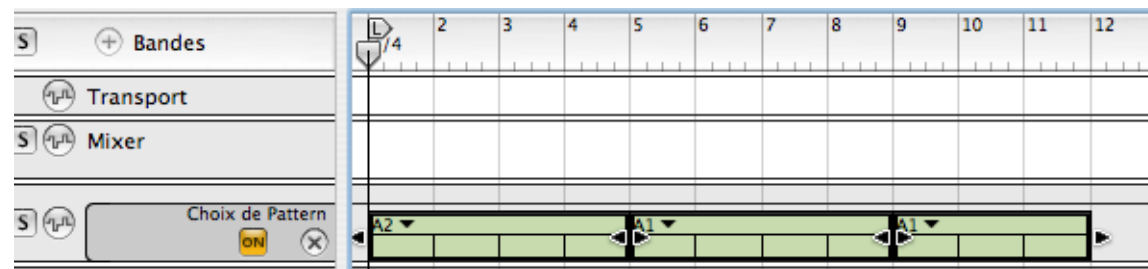 S Bandes L 2 3 4 5 6 7 8 9 10 11 12
/4
Transport
S Mixer
Choix de Pattern
S ON A2 A1 A1